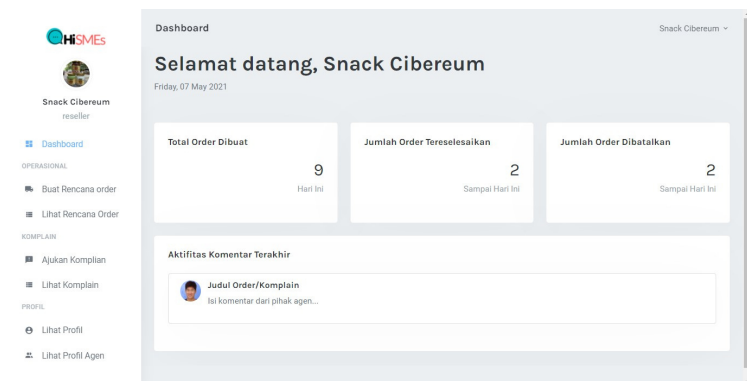 HiSMEs
Snack Cibereum
reseller
Dashboard
OPERASIONAL
Buat Rencana order
Lihat Rencana Order
KOMPLAIN
Ajukan Komplian
Lihat Komplain
PROFIL
Lihat Profil
Lihat Profil Agen
Dashboard
Snack Cibereum
Selamat datang, Snack Cibereum
Friday, 07 May 2021
Total Order Dibuat
9
Hari Ini
Jumlah Order Tereselesaikan
2
Sampai Hari Ini
Jumlah Order Dibatalkan
2
Sampai Hari Ini
Aktifitas Komentar Terakhir
Judul Order/Komplain
Isi komentar dari pihak agen...